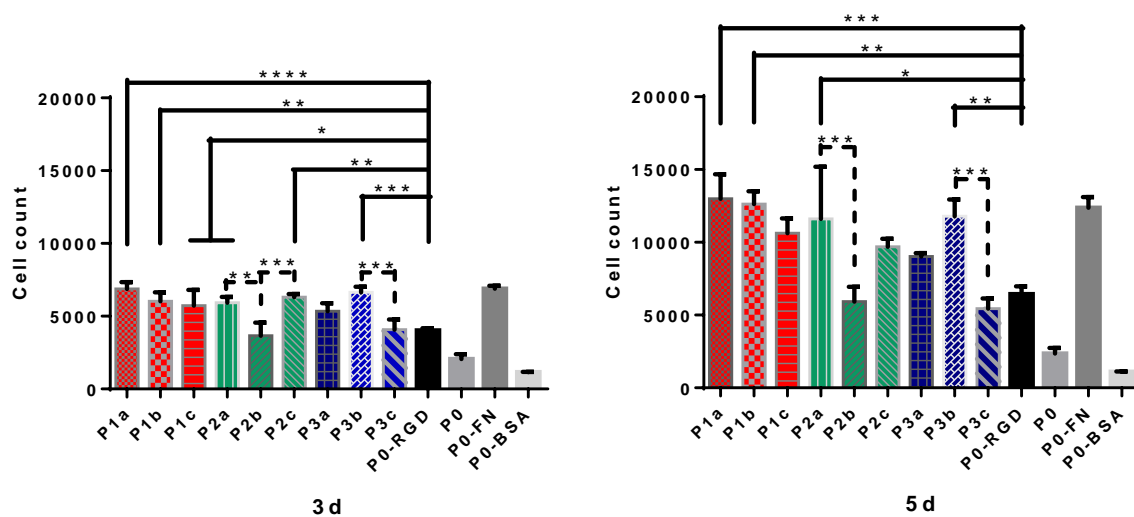 ****
**
*
**
***
20000
15000
10000
5000
0
Cell count
**
***
***
P1a
P1b
P1c
P2a
P2b
P2c
P3a
P3b
P3c
P0-RGD
P0
P0-FN
P0-BSA
3 d
***
**
*
**
20000
15000
10000
5000
0
Cell count
***
***
P1a
P1b
P1c
P2a
P2b
P2c
P3a
P3b
P3c
P0-RGD
P0
P0-FN
P0-BSA
5 d